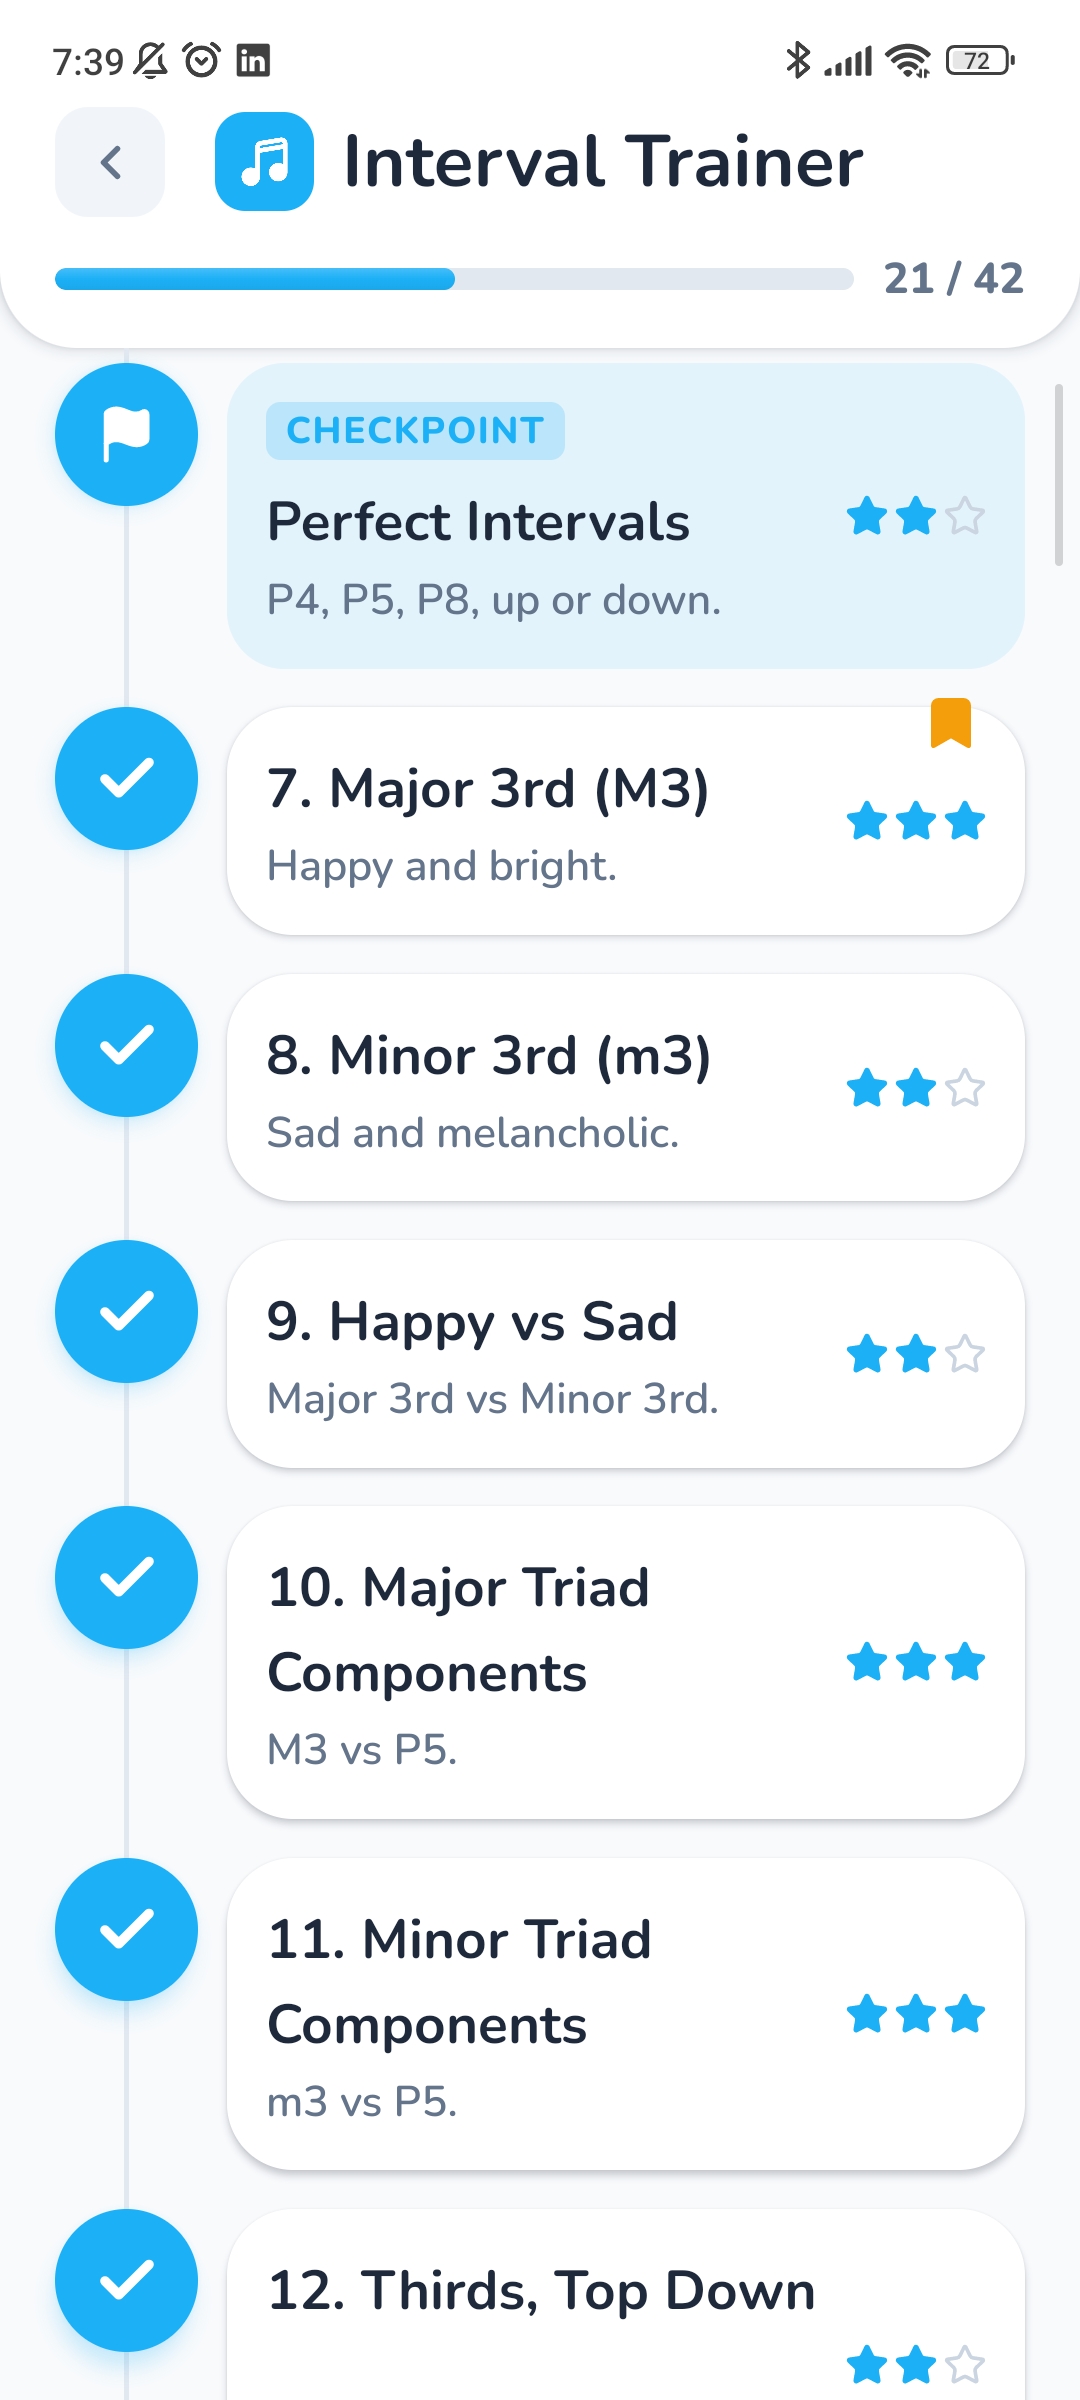 7:39
72
Interval Trainer
21 / 42
CHECKPOINT
Perfect Intervals
P4, P5, P8, up or down.
7. Major 3rd (M3)
Happy and bright.
8. Minor 3rd (m3)
Sad and melancholic.
9. Happy vs Sad
Major 3rd vs Minor 3rd.
10. Major Triad
Components
M3 vs P5.
11. Minor Triad
Components
m3 vs P5.
12. Thirds, Top Down